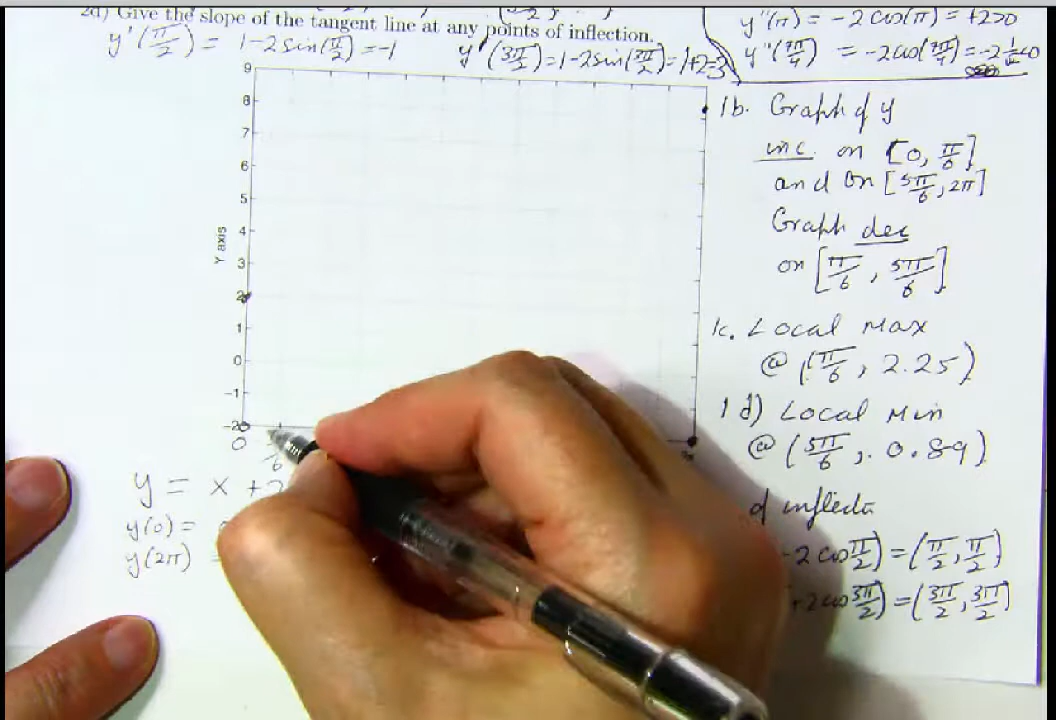 2d) Give the slope of the tangent line at any points of inflection.
y'(π/2) = 1-2sin(π/2) = -1
y'(3π/2) = 1-2sin(3π/2) = 1+2=3
y''(π) = -2cos(π) = +2>0
y''(7π/4) = -2cos(7π/4) = -2
9
8
7
6
5
4
3
2
1
0
-1
-2
Y axis
0
π/6
y = x + 2
y(0) =
y(2π)
1b. Graph of y
inc. on [0, π/6]
and on [5π/6, 2π]
Graph dec
on [π/6, 5π/6]
1c. Local Max
@ (π/6, 2.25)
1d) Local Min
@ (5π/6, 0.89)
of inflectn
-2cos π/2) = (π/2, π/2)
+2cos 3π/2) = (3π/2, 3π/2)